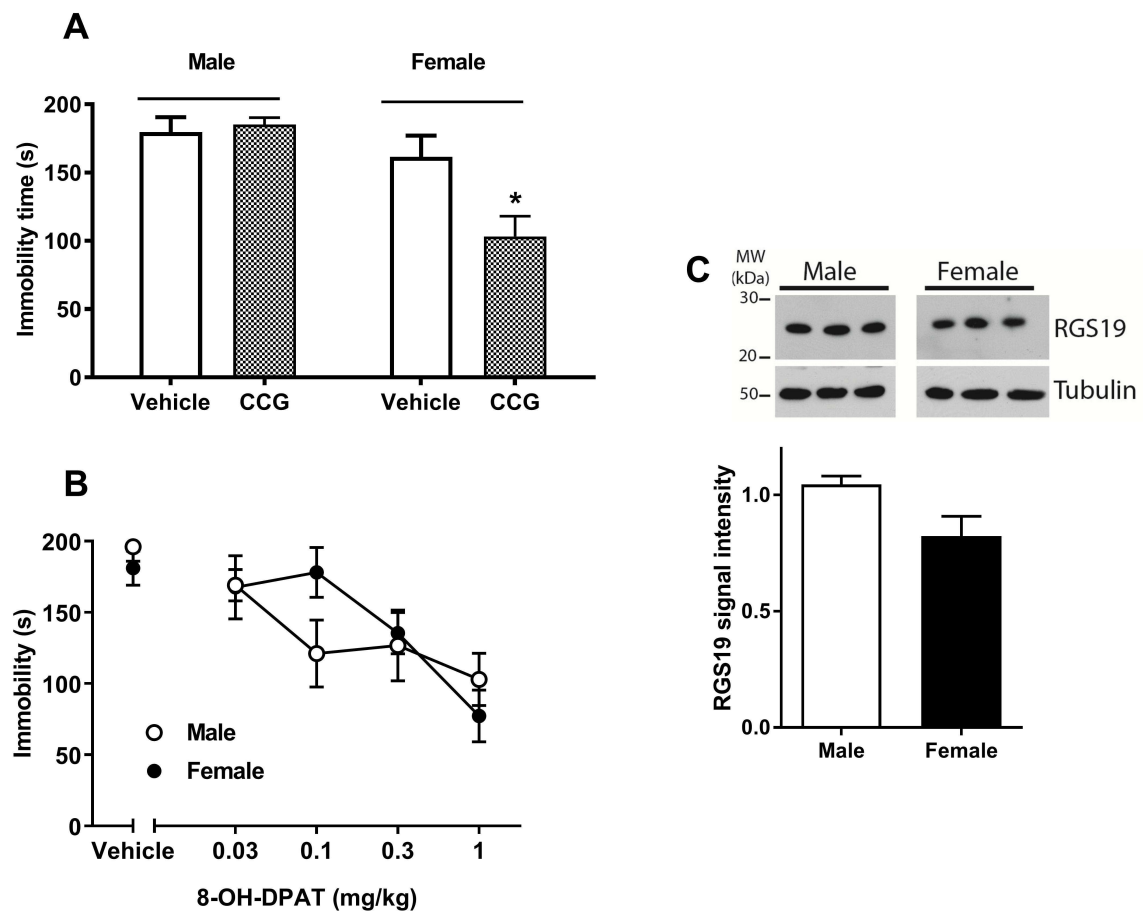 A
Male
Female
Immobility time (s)
200
150
100
50
0
*
Vehicle
CCG
Vehicle
CCG
B
Immobility (s)
200
150
100
50
0
Male
Female
Vehicle
0.03
0.1
0.3
1
8-OH-DPAT (mg/kg)
C
MW
(kDa)
Male
Female
30
20
50
RGS19
Tubulin
RGS19 signal intensity
1.0
0.5
0.0
Male
Female